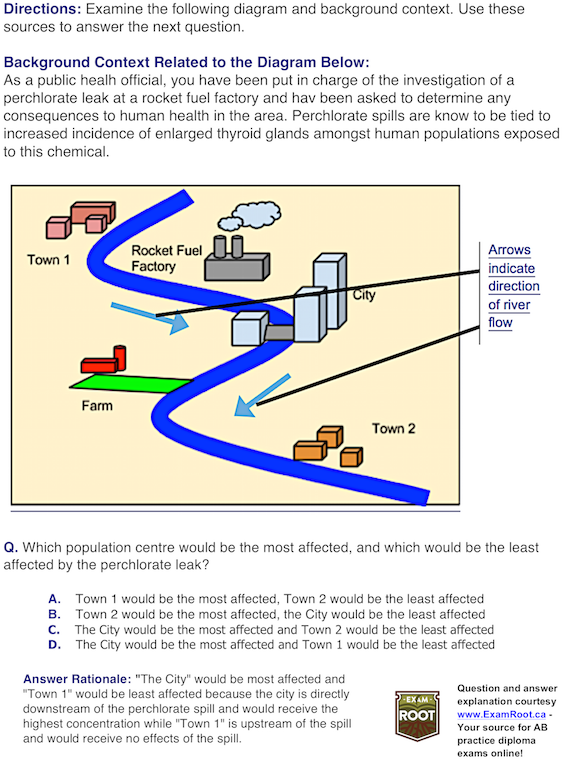 Directions: Examine the following diagram and background context. Use these
sources to answer the next question.
Background Context Related to the Diagram Below:
As a public healh official, you have been put in charge of the investigation of a
perchlorate leak at a rocket fuel factory and hav been asked to determine any
consequences to human health in the area. Perchlorate spills are know to be tied to
increased incidence of enlarged thyroid glands amongst human populations exposed
to this chemical.
Town 1
Rocket Fuel
Factory
City
Arrows
indicate
direction
of river
flow
Farm
Town 2
Q. Which population centre would be the most affected, and which would be the least
affected by the perchlorate leak?
A. Town 1 would be the most affected, Town 2 would be the least affected
B. Town 2 would be the most affected, the City would be the least affected
C. The City would be the most affected and Town 2 would be the least affected
D. The City would be the most affected and Town 1 would be the least affected
Answer Rationale: "The City" would be most affected and
"Town 1" would be least affected because the city is directly
downstream of the perchlorate spill and would receive the
highest concentration while "Town 1" is upstream of the spill
and would receive no effects of the spill.
EXAM
ROOT
Question and answer
explanation courtesy
www.ExamRoot.ca -
Your source for AB
practice diploma
exams online!